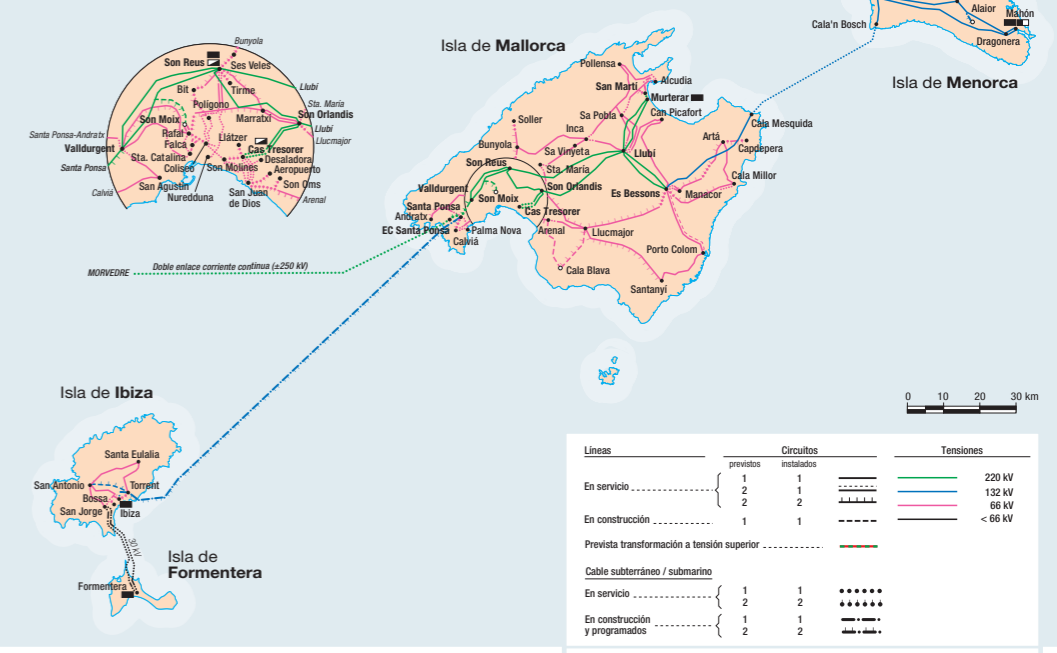 Alaior
Mahón
Cala'n Bosch
Dragonera
Isla de Menorca
Isla de Mallorca
Bunyola
Son Reus
Ses Veles
Bit
Tirme
Llubí
Polígono
Sta. María
Son Moix
Marratxi
Son Orlandis
Santa Ponsa-Andratx
Rafal
Llátzer
Llubí
Falca
Llucmajor
Valldurgent
Cas Tresorer
Sta. Catalina
Desaladora
Santa Ponsa
Coliseo
Son Molines
Aeropuerto
San Agustín
Son Oms
Calviá
Nuredduna
San Juan
de Dios
Arenal
Pollensa
Alcudia
San Martí
Murterar
Soller
Sa Pobla
Can Picafort
Cala Mesquida
Inca
Artá
Bunyola
Sa Vinyeta
Llubí
Capdepera
Son Reus
Sta. María
Cala Millor
Valldurgent
Son Orlandis
Es Bessons
Manacor
Santa Ponsa
Son Moix
Andratx
Cas Tresorer
EC Santa Ponsa
Palma Nova
Arenal
Llucmajor
Calviá
Porto Colom
Cala Blava
Santanyí
MORVEDRE
Doble enlace corriente continua (±250 kV)
Isla de Ibiza
Santa Eulalia
San Antonio
Torrent
Bossa
San Jorge
Ibiza
30 kV
Isla de
Formentera
Formentera
0 10 20 30 km
Líneas Circuitos Tensiones
previstos instalados
En servicio 1 1 220 kV
2 1 132 kV
2 2 66 kV
En construcción 1 1 < 66 kV
Prevista transformación a tensión superior
Cable subterráneo / submarino
En servicio 1 1
2 2
En construcción 1 1
y programados 2 2